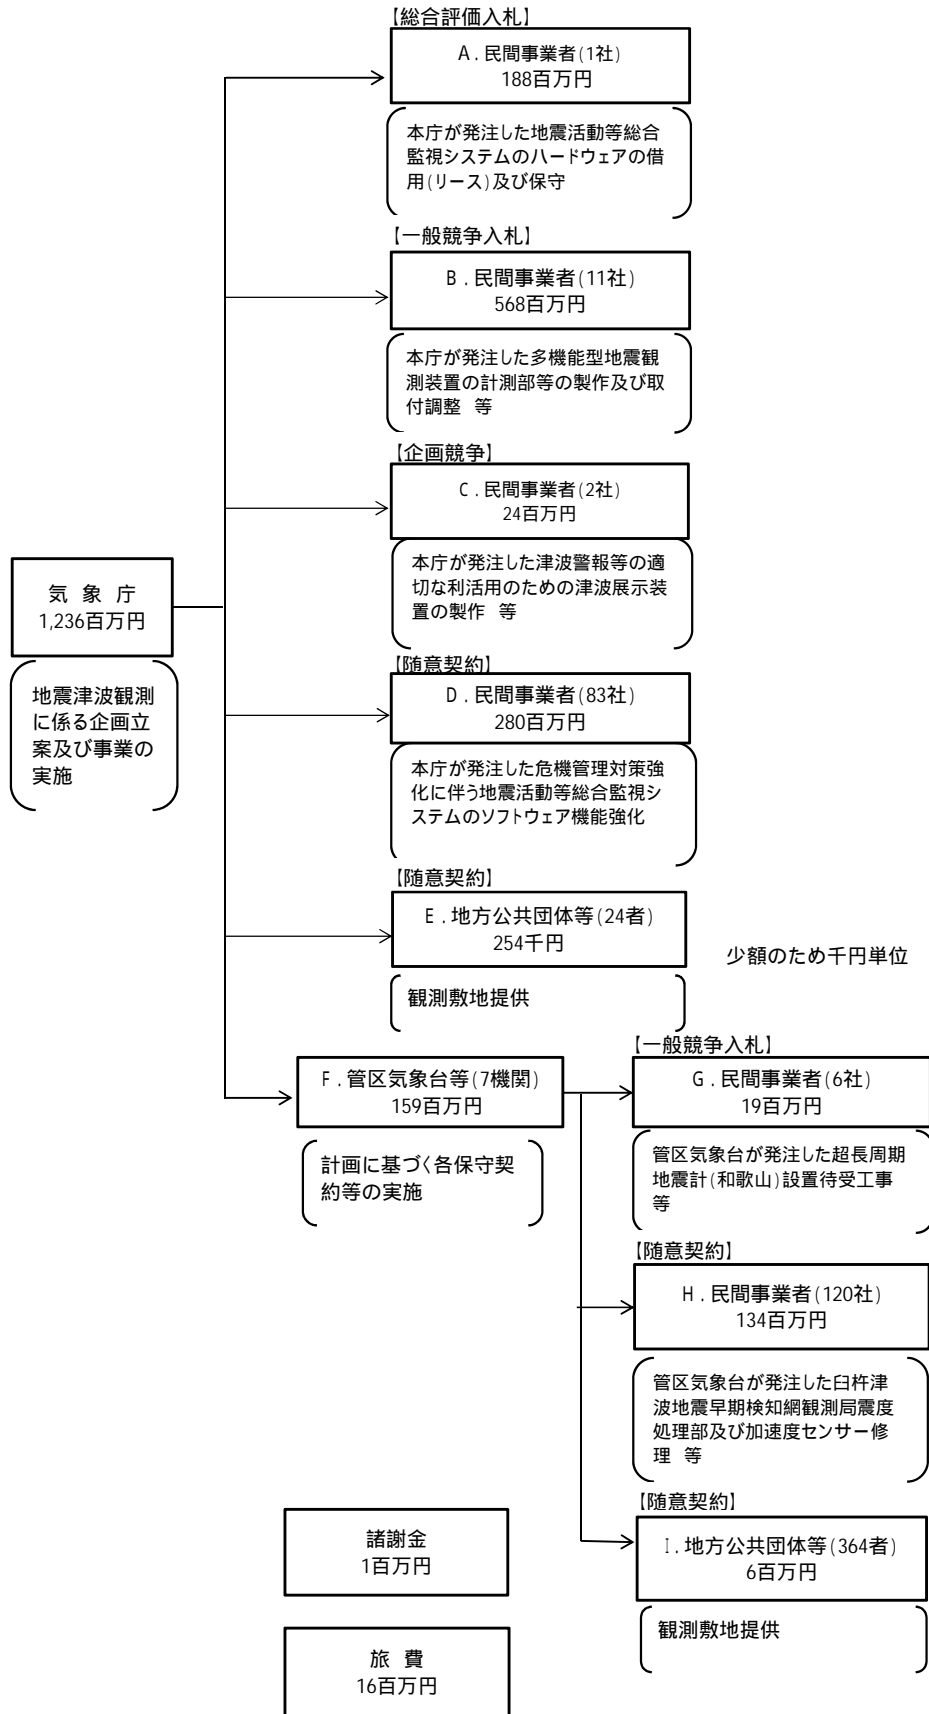 【総合評価入札】
A．民間事業者(1社)
188百万円
本庁が発注した地震活動等総合
監視システムのハードウェアの借
用(リース)及び保守
【一般競争入札】
B．民間事業者(11社)
568百万円
本庁が発注した多機能型地震観
測装置の計測部等の製作及び取
付調整 等
【企画競争】
C．民間事業者(2社)
24百万円
本庁が発注した津波警報等の適
切な利活用のための津波展示装
置の製作 等
気 象 庁
1,236百万円
地震津波観測
に係る企画立
案及び事業の
実施
【随意契約】
D．民間事業者(83社)
280百万円
本庁が発注した危機管理対策強
化に伴う地震活動等総合監視シ
ステムのソフトウェア機能強化
【随意契約】
E．地方公共団体等(24者)
254千円
少額のため千円単位
観測敷地提供
F．管区気象台等(7機関)
159百万円
計画に基づく各保守契
約等の実施
【一般競争入札】
G．民間事業者(6社)
19百万円
管区気象台が発注した超長周期
地震計(和歌山)設置待受工事
等
【随意契約】
H．民間事業者(120社)
134百万円
管区気象台が発注した臼杵津
波地震早期検知網観測局震度
処理部及び加速度センサー修
理 等
【随意契約】
I．地方公共団体等(364者)
6百万円
観測敷地提供
諸謝金
1百万円
旅 費
16百万円